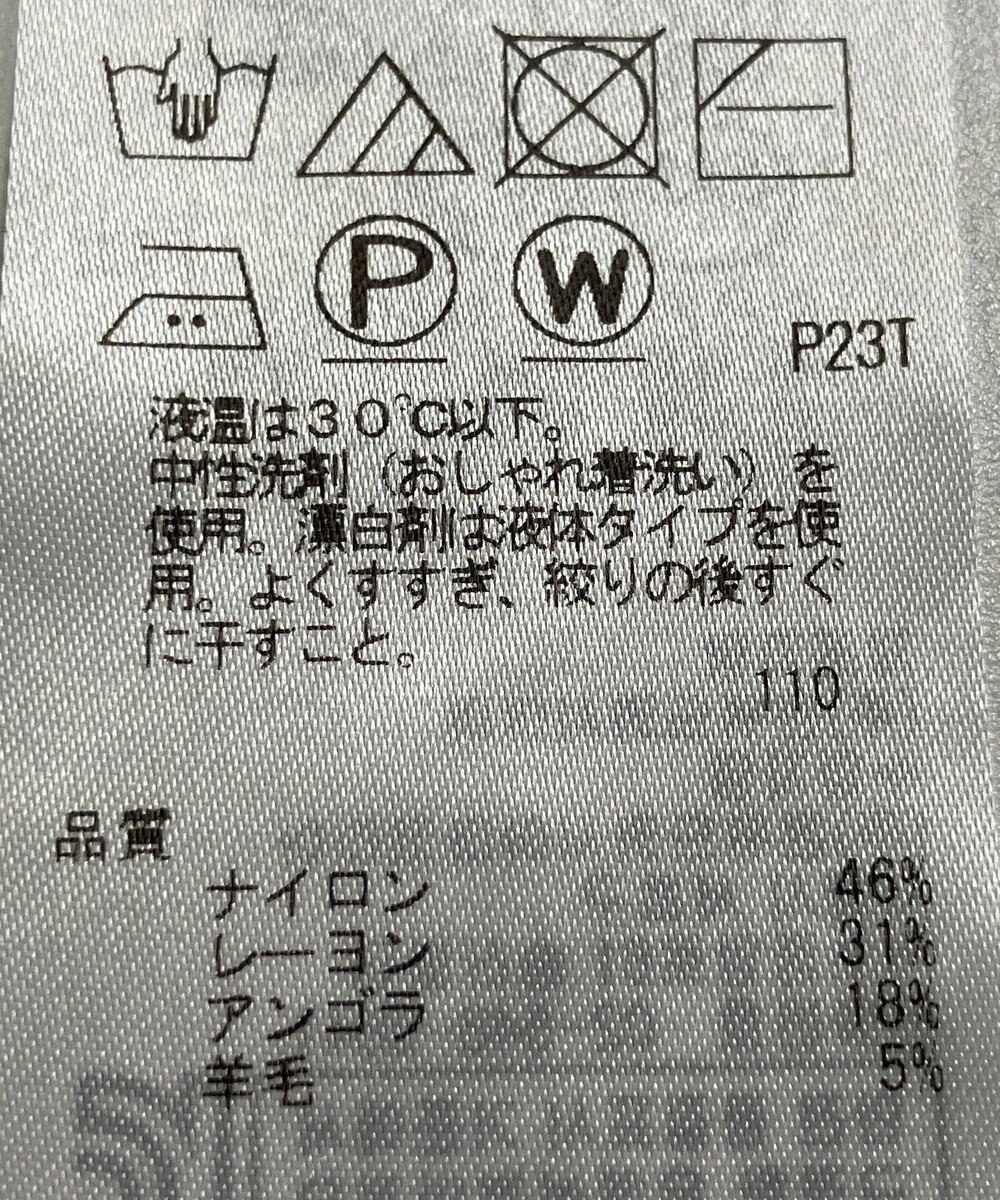 P
W
P23T
液温は30℃以下。
中性洗剤(おしゃれ着洗い)を
使用。漂白剤は液体タイプを使
用。よくすすぎ、絞りの後すぐ
に干すこと。
110
品質
ナイロン 46%
レーヨン 31%
アンゴラ 18%
羊毛 5%